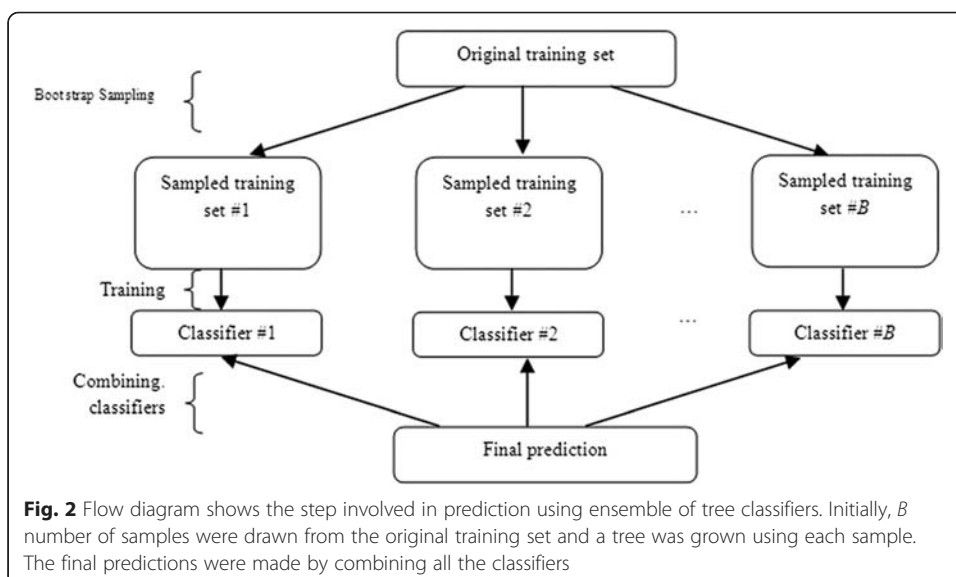 Original training set
Bootstrap Sampling
Sampled training
set #1
Sampled training
set #2
...
Sampled training
set #B
Training
Classifier #1
Classifier #2
...
Classifier #B
Combining.
classifiers
Final prediction
Fig. 2 Flow diagram shows the step involved in prediction using ensemble of tree classifiers. Initially, B
number of samples were drawn from the original training set and a tree was grown using each sample.
The final predictions were made by combining all the classifiers